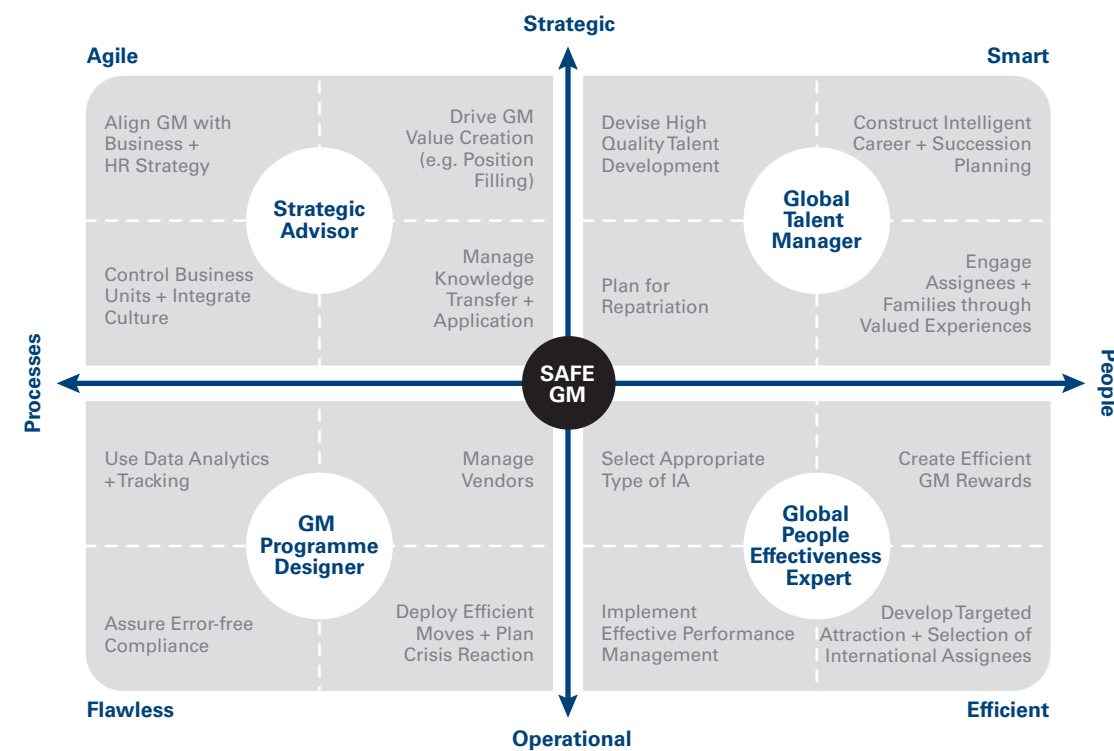 Strategic
Agile
Smart
Align GM with
Business +
HR Strategy
Drive GM
Value Creation
(e.g. Position
Filling)
Strategic
Advisor
Control Business
Units + Integrate
Culture
Manage
Knowledge
Transfer +
Application
Devise High
Quality Talent
Development
Construct Intelligent
Career + Succession
Planning
Global
Talent
Manager
Plan for
Repatriation
Engage
Assignees +
Families through
Valued Experiences
Processes
SAFE
GM
People
Use Data Analytics
+ Tracking
Manage
Vendors
GM
Programme
Designer
Assure Error-free
Compliance
Deploy Efficient
Moves + Plan
Crisis Reaction
Select Appropriate
Type of IA
Create Efficient
GM Rewards
Global
People
Effectiveness
Expert
Implement
Effective Performance
Management
Develop Targeted
Attraction + Selection of
International Assignees
Flawless
Efficient
Operational